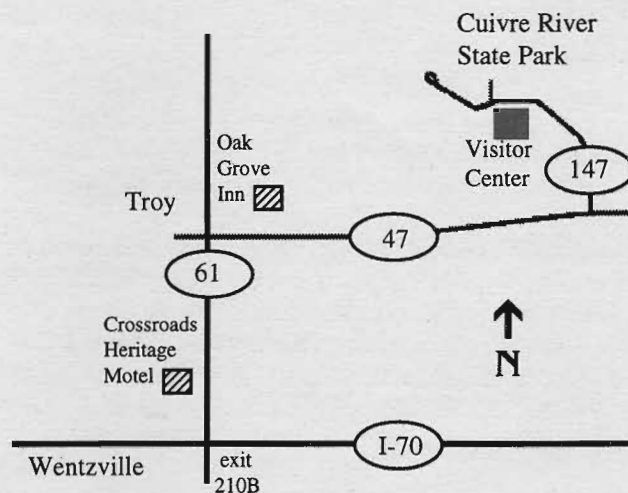 Cuivre River
State Park
Oak
Grove
Inn
Visitor
Center
147
Troy
47
61
Crossroads
Heritage
Motel
N
I-70
Wentzville
exit
210B